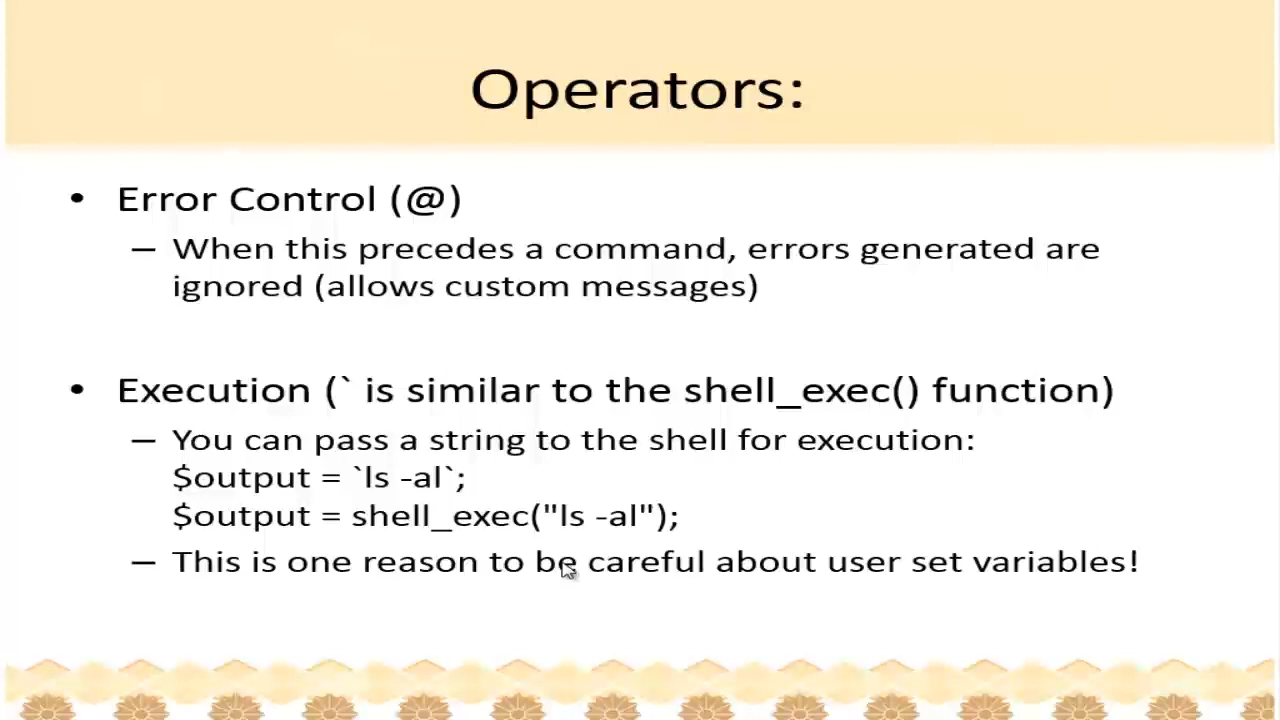 Operators:
• Error Control (@)
– When this precedes a command, errors generated are
ignored (allows custom messages)
• Execution (` is similar to the shell_exec() function)
– You can pass a string to the shell for execution:
$output = `ls -al`;
$output = shell_exec("ls -al");
– This is one reason to be careful about user set variables!